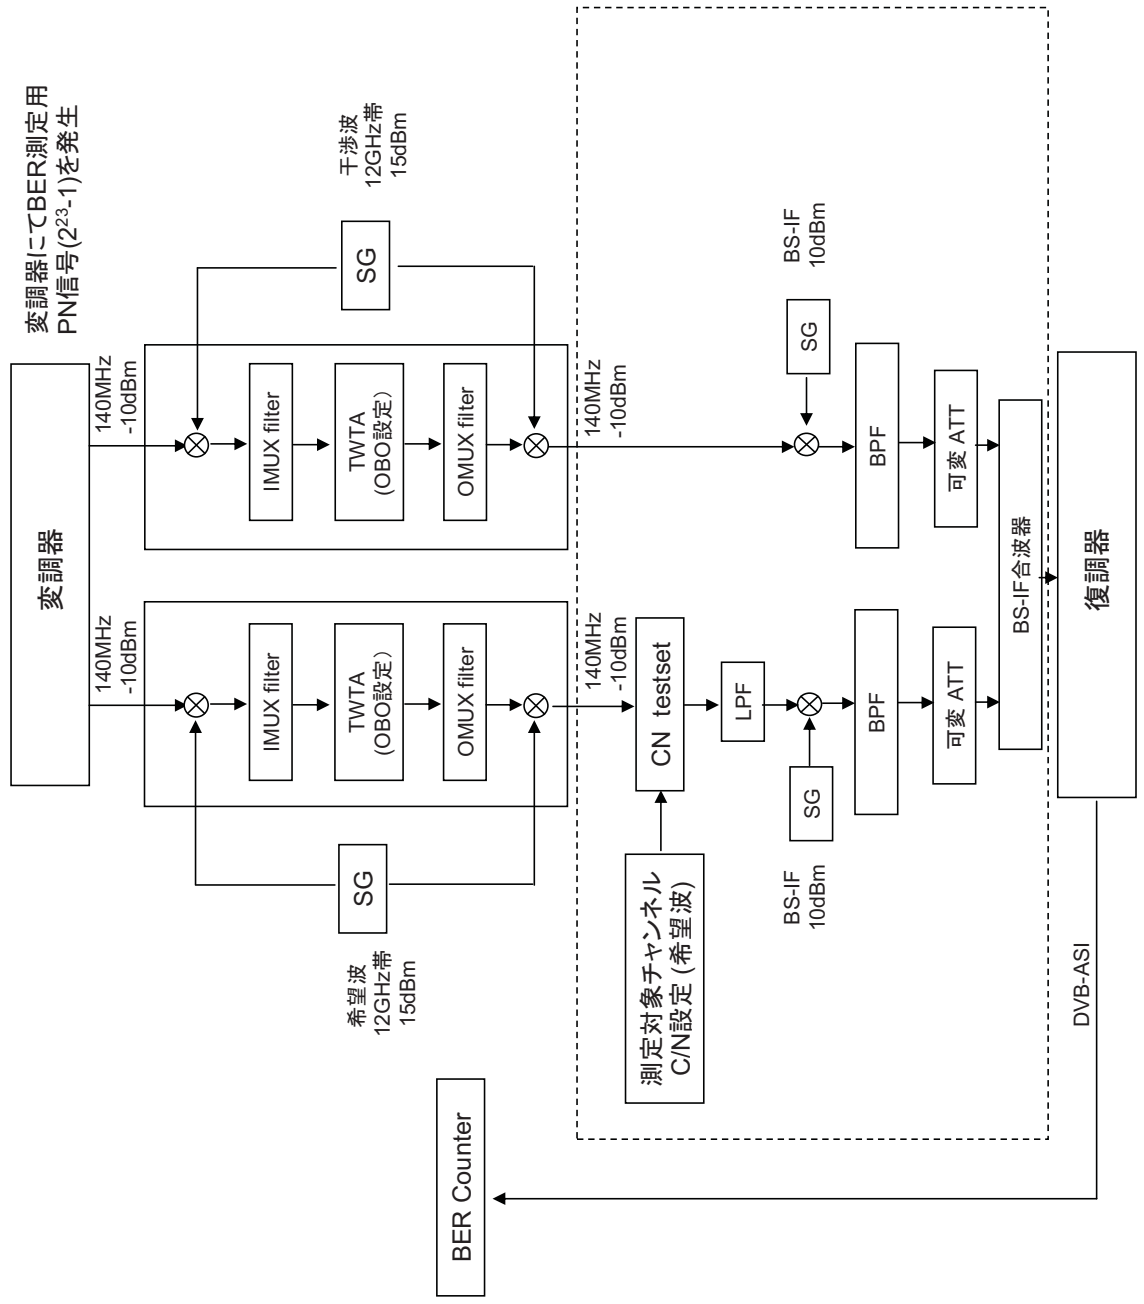 変調器にてBER測定用
PN信号(2²³-1)を発生
変調器
140MHz
-10dBm
140MHz
-10dBm
希望波
12GHz帯
15dBm
SG
IMUX filter
TWTA
(OBO設定)
OMUX filter
IMUX filter
TWTA
(OBO設定)
OMUX filter
SG
干渉波
12GHz帯
15dBm
140MHz
-10dBm
140MHz
-10dBm
BER Counter
測定対象チャンネル
C/N設定 (希望波)
CN testset
LPF
BS-IF
10dBm
SG
SG
BS-IF
10dBm
BPF
BPF
可変 ATT
可変 ATT
BS-IF合波器
DVB-ASI
復調器